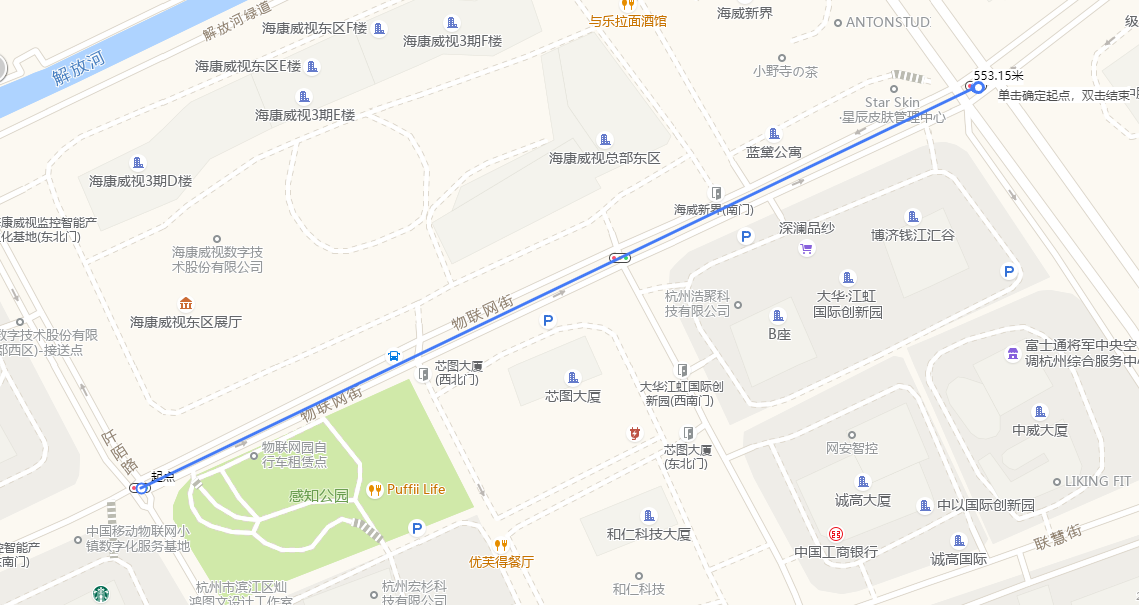 解放河绿道
与乐拉面酒馆
海威新界
ANTONSTUD
级
海康威视东区F楼
海康威视3期F楼
解放河
海康威视东区E楼
小野寺の茶
553.15米
单击确定起点，双击结束
海康威视3期E楼
Star Skin
·星辰皮肤管理中心
海康威视总部东区
蓝黛公寓
海康威视3期D楼
海威新界(南门)
康威视监控智能产
化基地(东北门)
深澜品纱
博济钱江汇谷
海康威视数字技
术股份有限公司
P
P
杭州浩聚科
技有限公司
大华·江虹
国际创新园
海康威视东区展厅
物联网街
P
B座
数字技术股份有限
部西区)-接送点
富士通将军中央空
调杭州综合服务中心
芯图大厦
(西北门)
芯图大厦
大华江虹国际创
新园(西南门)
物联网街
中威大厦
阡陌路
物联网园自
行车租赁点
芯图大厦
(东北门)
网安智控
起点
感知公园
Puffii Life
LIKING FIT
诚高大厦
中以国际创新园
P
和仁科技大厦
中国移动物联网小
镇数字化服务基地
联慧街
智能产
南门)
优芙得餐厅
中国工商银行
诚高国际
杭州市滨江区灿
鸿图文设计工作室
杭州宏杉科
技有限公司
和仁科技